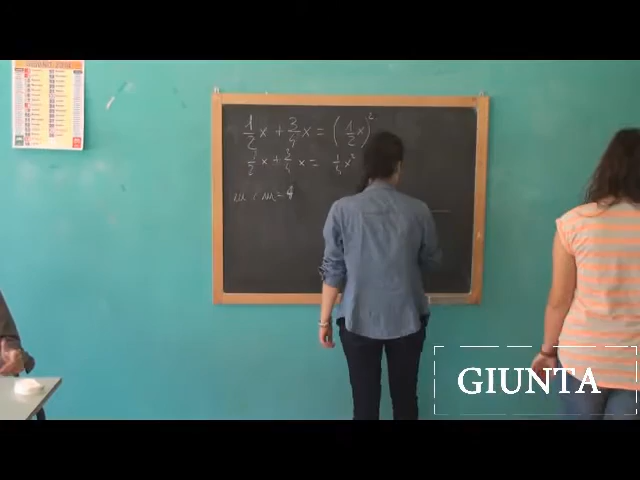 1/2 x + 3/4 x = (1/2 x)²
1/2 x + 3/4 x = 1/4 x²
m c m = 4
GIUNTA